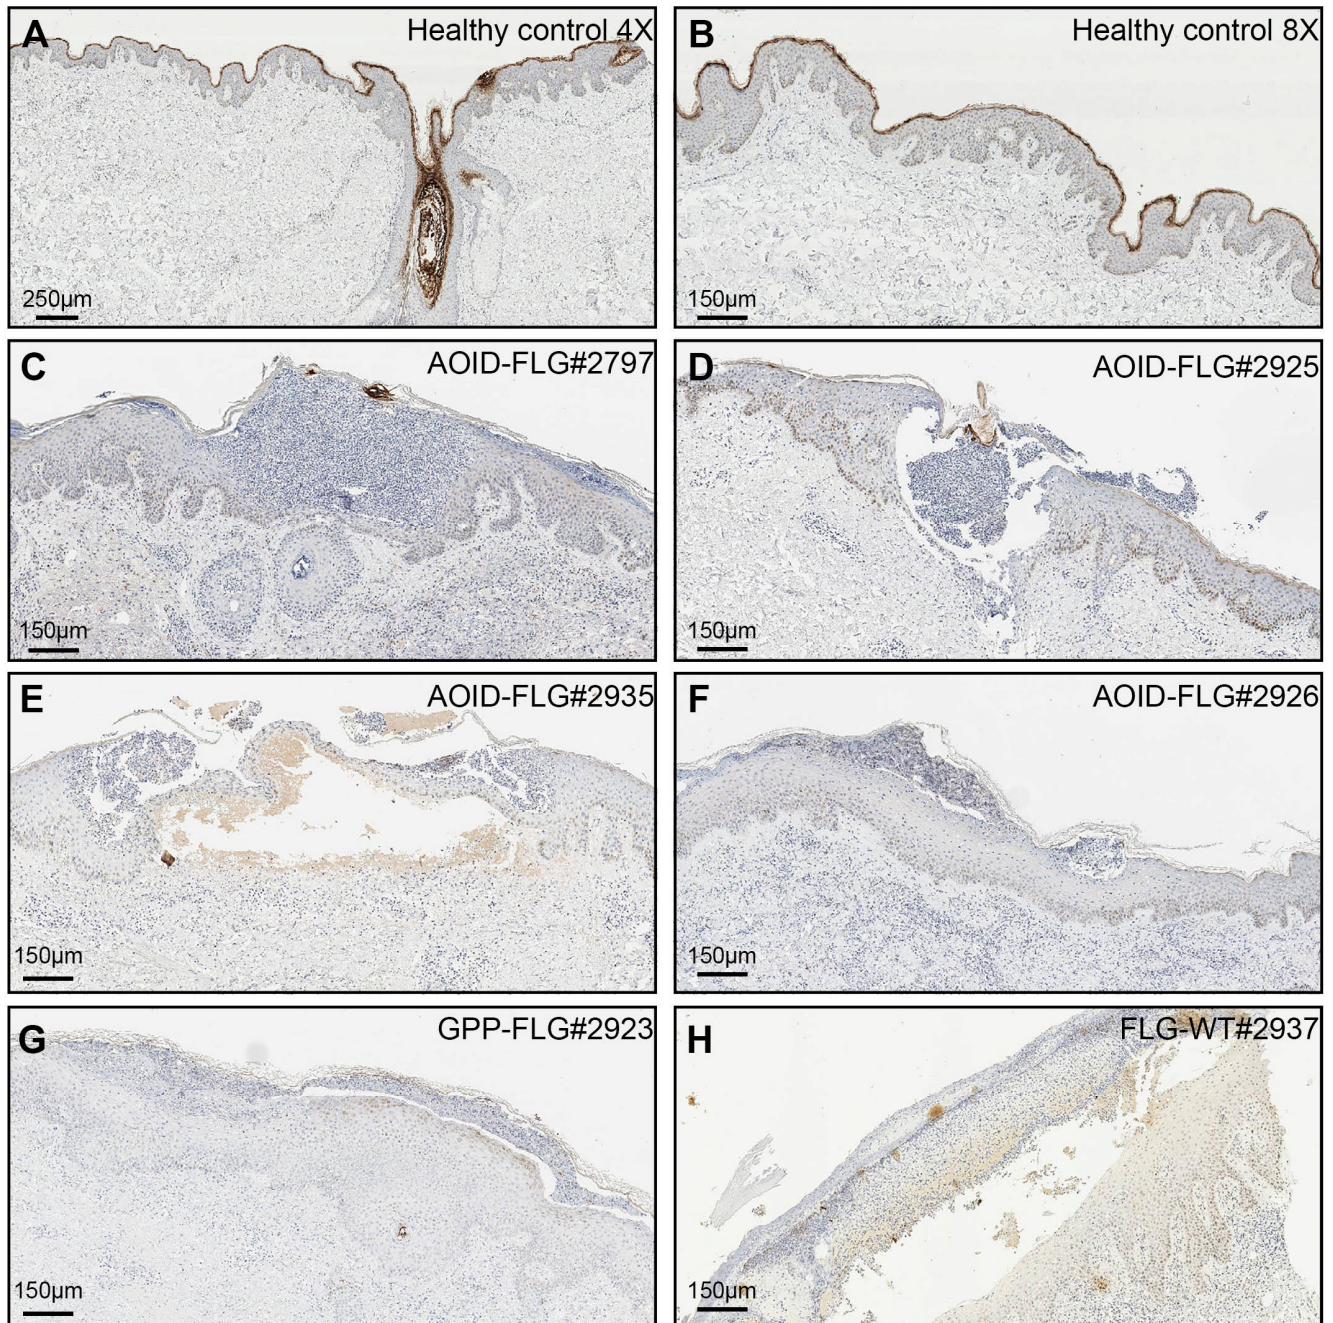 A
Healthy control 4X
250µm
B
Healthy control 8X
150µm
C
AOID-FLG#2797
150µm
D
AOID-FLG#2925
150µm
E
AOID-FLG#2935
150µm
F
AOID-FLG#2926
150µm
G
GPP-FLG#2923
150µm
H
FLG-WT#2937
150µm